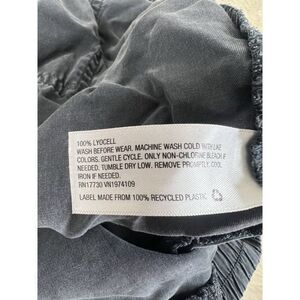 100% LYOCELL
WASH BEFORE WEAR. MACHINE WASH COLD WITH LIKE
COLORS. GENTLE CYCLE. ONLY NON-CHLORINE BLEACH IF
NEEDED. TUMBLE DRY LOW. REMOVE PROMPTLY. COOL
IRON IF NEEDED.
RN17730 VN1974109
LABEL MADE FROM 100% RECYCLED PLASTIC